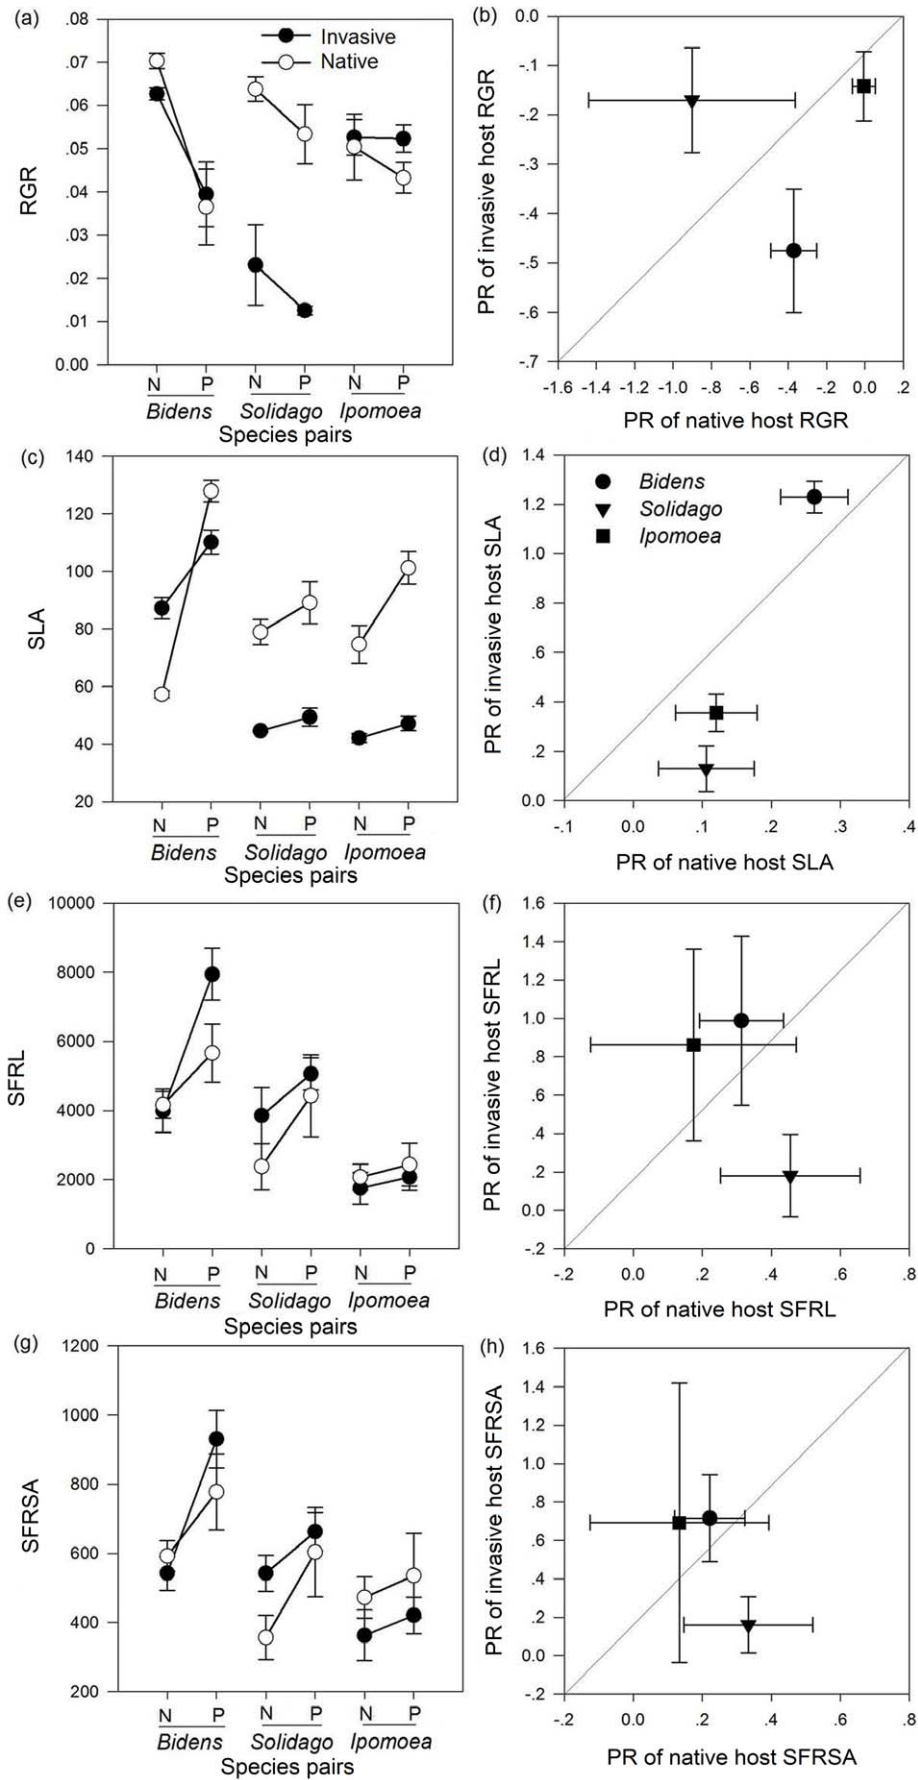 (a)
.08
.07
.06
.05
.04
.03
.02
.01
0.00
RGR
Invasive
Native
N P N P N P
Bidens Solidago Ipomoea
Species pairs
(b)
0.0
-.1
-.2
-.3
-.4
-.5
-.6
-.7
PR of invasive host RGR
-1.6 -1.4 -1.2 -1.0 -.8 -.6 -.4 -.2 0.0 .2
PR of native host RGR
(c)
140
120
100
80
60
40
20
SLA
N P N P N P
Bidens Solidago Ipomoea
Species pairs
(d)
1.4
1.2
1.0
.8
.6
.4
.2
0.0
PR of invasive host SLA
Bidens
Solidago
Ipomoea
-.1 0.0 .1 .2 .3 .4
PR of native host SLA
(e)
10000
8000
6000
4000
2000
0
SFRL
N P N P N P
Bidens Solidago Ipomoea
Species pairs
(f)
1.6
1.4
1.2
1.0
.8
.6
.4
.2
0.0
-.2
PR of invasive host SFRL
-.2 0.0 .2 .4 .6 .8
PR of native host SFRL
(g)
1200
1000
800
600
400
200
SFRSA
N P N P N P
Bidens Solidago Ipomoea
Species pairs
(h)
1.6
1.4
1.2
1.0
.8
.6
.4
.2
0.0
-.2
PR of invasive host SFRSA
-.2 0.0 .2 .4 .6 .8
PR of native host SFRSA